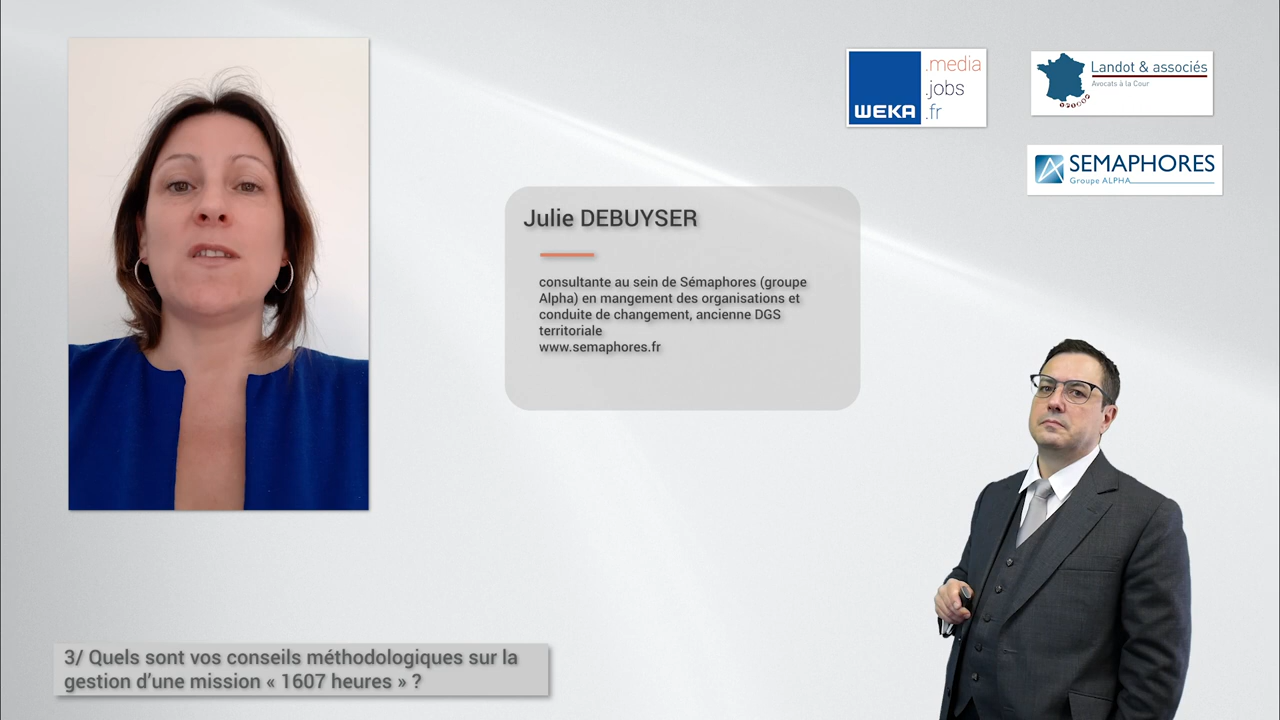 WEKA
.media
.jobs
.fr
Landot & associés
Avocats à la Cour
SEMAPHORES
Groupe ALPHA
Julie DEBUYSER
consultante au sein de Sémaphores (groupe
Alpha) en mangement des organisations et
conduite de changement, ancienne DGS
territoriale
www.semaphores.fr
3/ Quels sont vos conseils méthodologiques sur la
gestion d'une mission « 1607 heures » ?